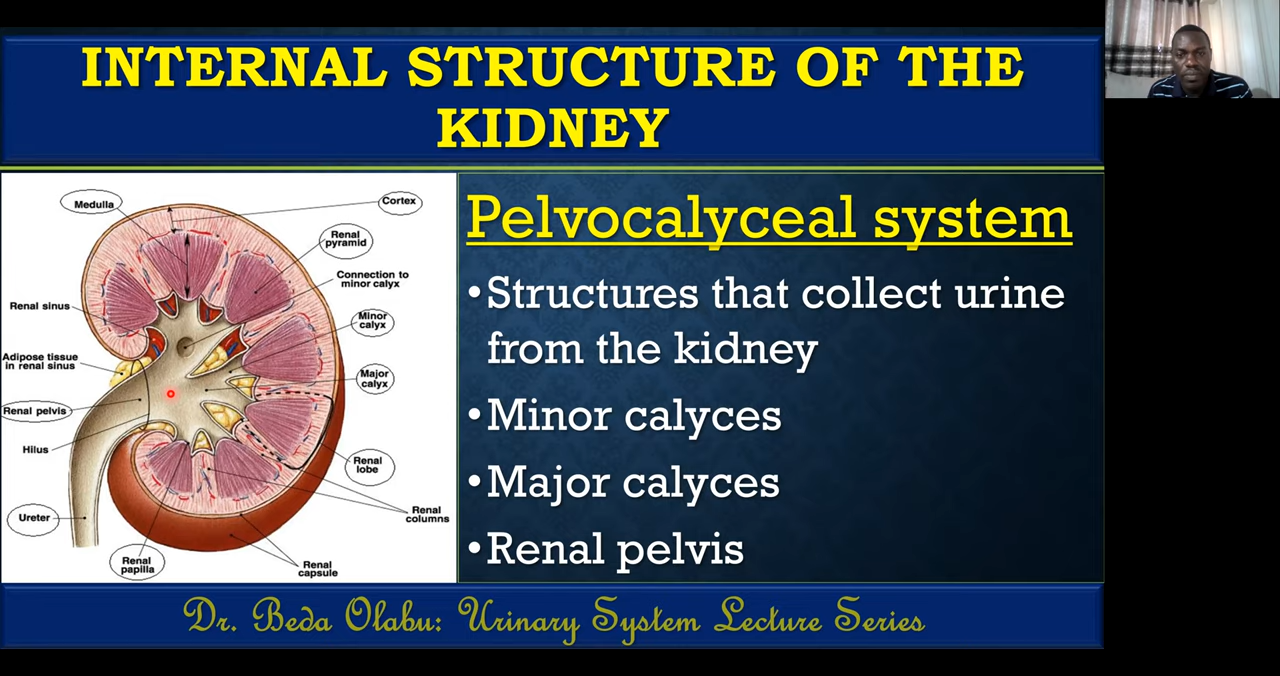 INTERNAL STRUCTURE OF THE
KIDNEY
Medulla
Cortex
Renal
pyramid
Connection to
minor calyx
Renal sinus
Minor
calyx
Adipose tissue
in renal sinus
Major
calyx
Renal pelvis
Hilus
Renal
lobe
Ureter
Renal
columns
Renal
papilla
Renal
capsule
Pelvocalyceal system
•Structures that collect urine
from the kidney
•Minor calyces
•Major calyces
•Renal pelvis
Dr. Beda Olabu: Urinary System Lecture Series